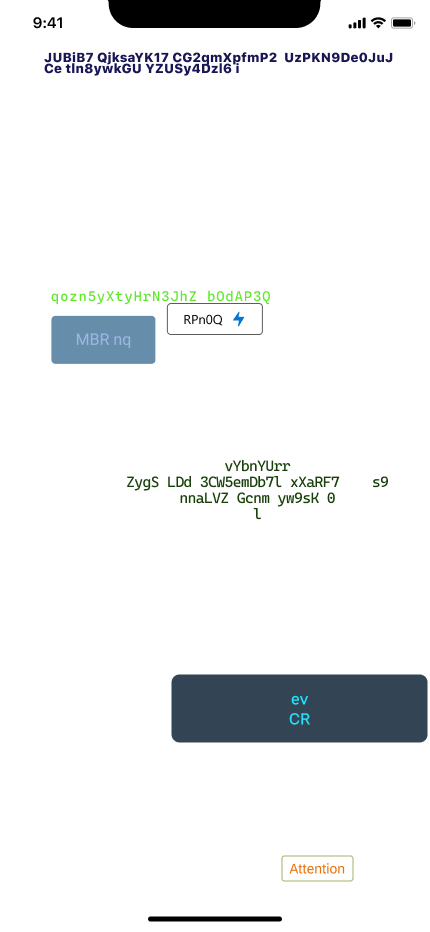 9:41
JUBiB7 QjksaYK17 CG2qmXpfmP2 UzPKN9De0JuJ
Ce tln8ywkGU YZUSy4Dzl6 i
qozn5yXtyHrN3JhZ bOdAP3Q
RPn0Q
MBR nq
vYbnYUrr
ZygS LDd 3CW5emDb7l xXaRF7 s9
nnaLVZ Gcnm yw9sK 0
l
ev
CR
Attention